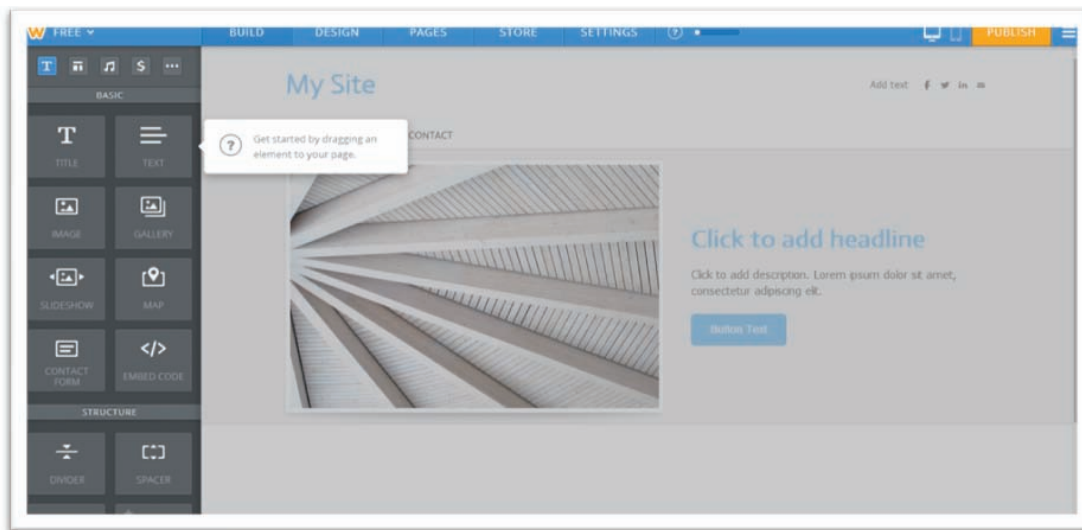 W FREE BUILD DESIGN PAGES STORE SETTINGS ? PUBLISH
T $ ...
BASIC
My Site
Add text f in
TITLE TEXT
? Get started by dragging an
element to your page.
CONTACT
IMAGE GALLERY
SLIDESHOW MAP
Click to add headline
Click to add description. Lorem ipsum dolor sit amet,
consectetur adipiscing elit.
Button Text
</>
CONTACT
FORM
EMBED CODE
STRUCTURE
DIVIDER SPACER